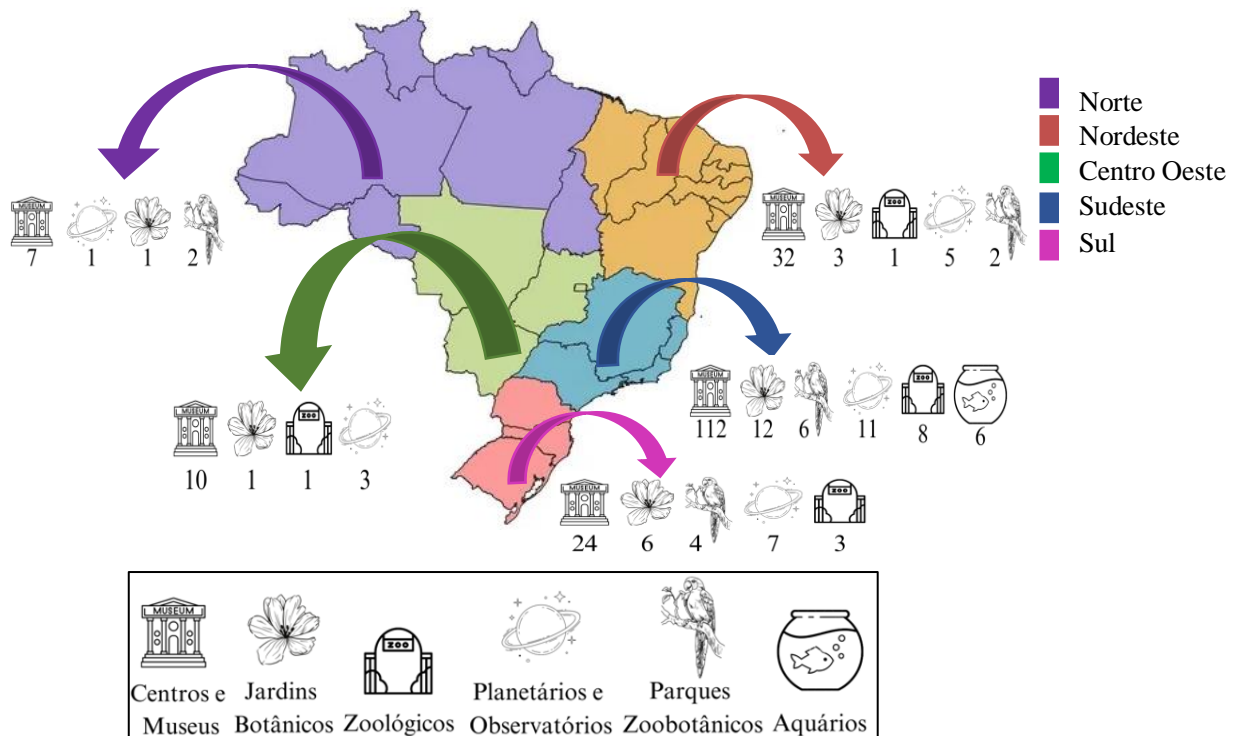 Norte
Nordeste
Centro Oeste
Sudeste
Sul
MUSEUM
7 1 1 2
MUSEUM ZOO
32 3 1 5 2
MUSEUM ZOO
112 12 6 11 8 6
MUSEUM ZOO
10 1 1 3
MUSEUM ZOO
24 6 4 7 3
MUSEUM ZOO
Centros e Jardins Planetários e Parques
Museus Botânicos Zoológicos Observatórios Zoobotânicos Aquários